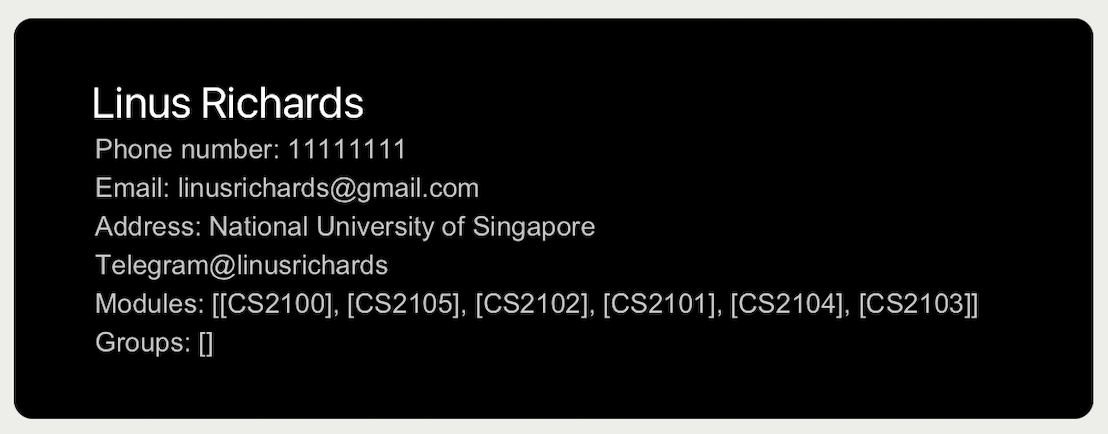 Linus Richards
Phone number: 11111111
Email: linusrichards@gmail.com
Address: National University of Singapore
Telegram@linusrichards
Modules: [[CS2100], [CS2105], [CS2102], [CS2101], [CS2104], [CS2103]]
Groups: []